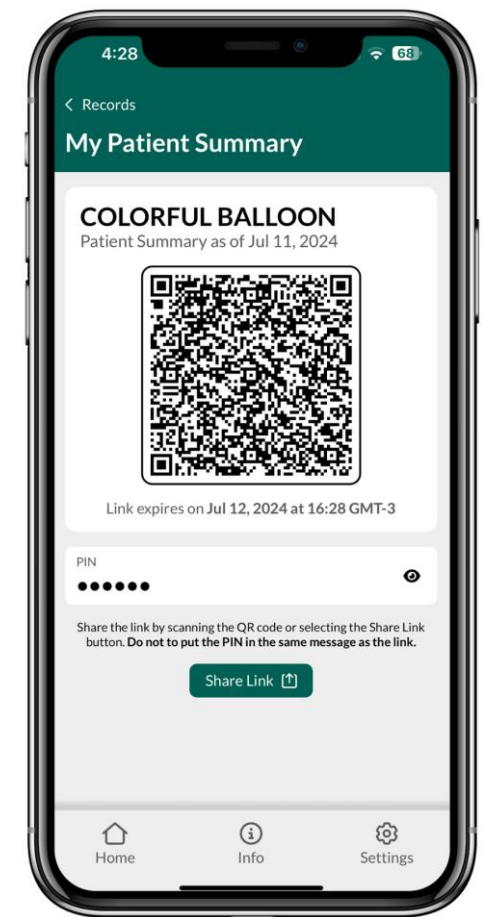 4:28
68
Records
My Patient Summary
COLORFUL BALLOON
Patient Summary as of Jul 11, 2024
Link expires on Jul 12, 2024 at 16:28 GMT-3
PIN
●●●●●●
Share the link by scanning the QR code or selecting the Share Link
button. Do not to put the PIN in the same message as the link.
Share Link
Home
Info
Settings